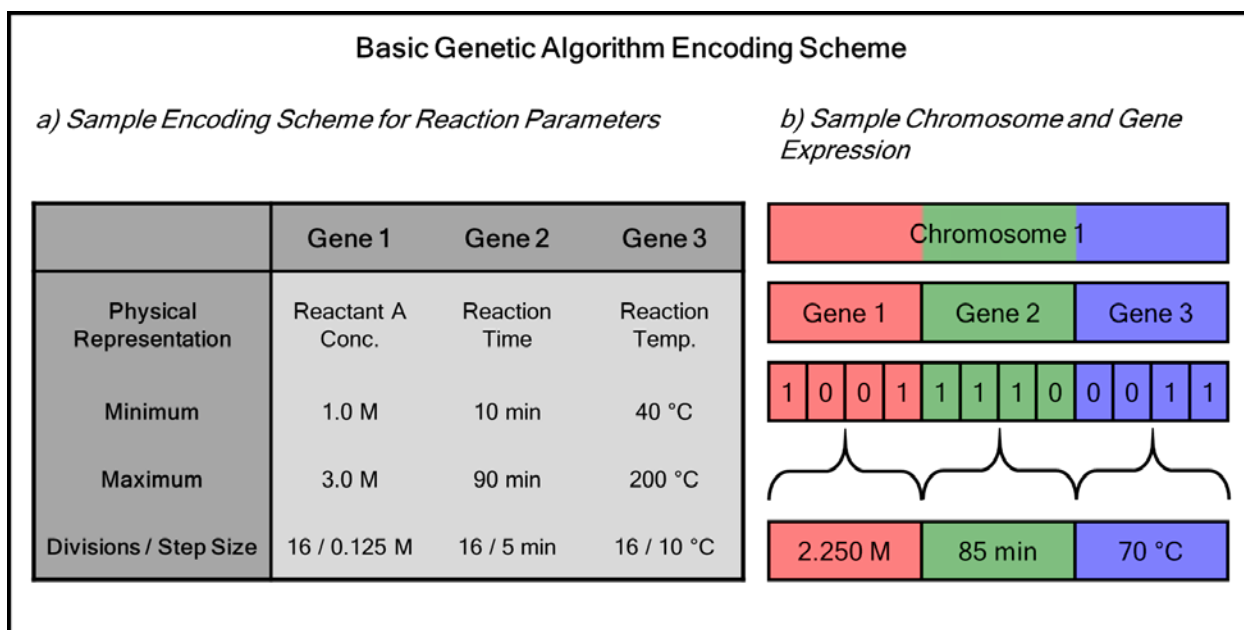 Basic Genetic Algorithm Encoding Scheme
a) Sample Encoding Scheme for Reaction Parameters
Gene 1 Gene 2 Gene 3
Physical Representation Reactant A Conc. Reaction Time Reaction Temp.
Minimum 1.0 M 10 min 40 °C
Maximum 3.0 M 90 min 200 °C
Divisions / Step Size 16 / 0.125 M 16 / 5 min 16 / 10 °C
b) Sample Chromosome and Gene
Expression
Chromosome 1
Gene 1 Gene 2 Gene 3
1 0 0 1 1 1 1 0 0 0 1 1
2.250 M 85 min 70 °C